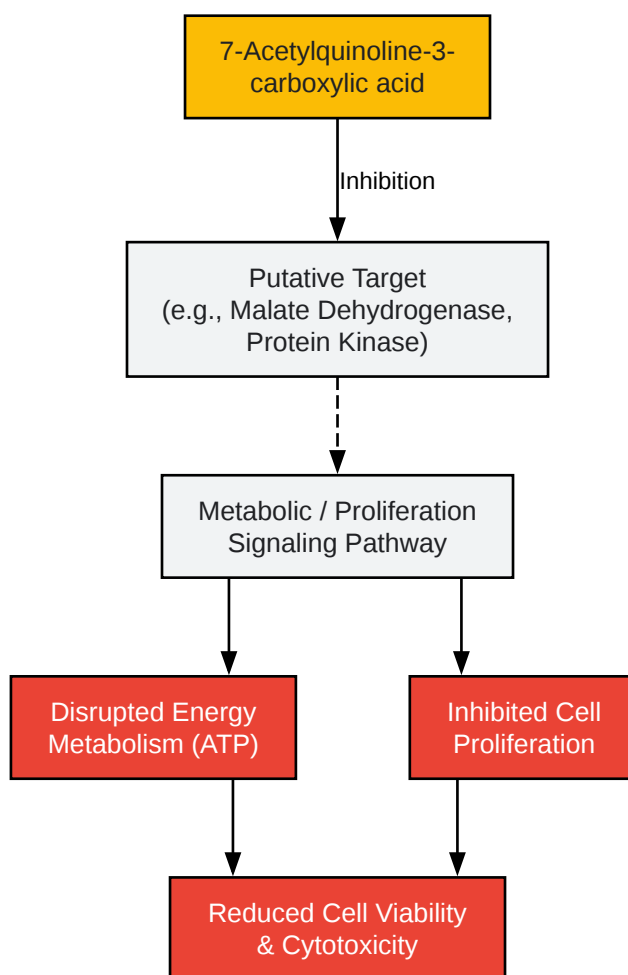 7-Acetylquinoline-3-
carboxylic acid
Inhibition
Putative Target
(e.g., Malate Dehydrogenase,
Protein Kinase)
Metabolic / Proliferation
Signaling Pathway
Disrupted Energy
Metabolism (ATP)
Inhibited Cell
Proliferation
Reduced Cell Viability
& Cytotoxicity